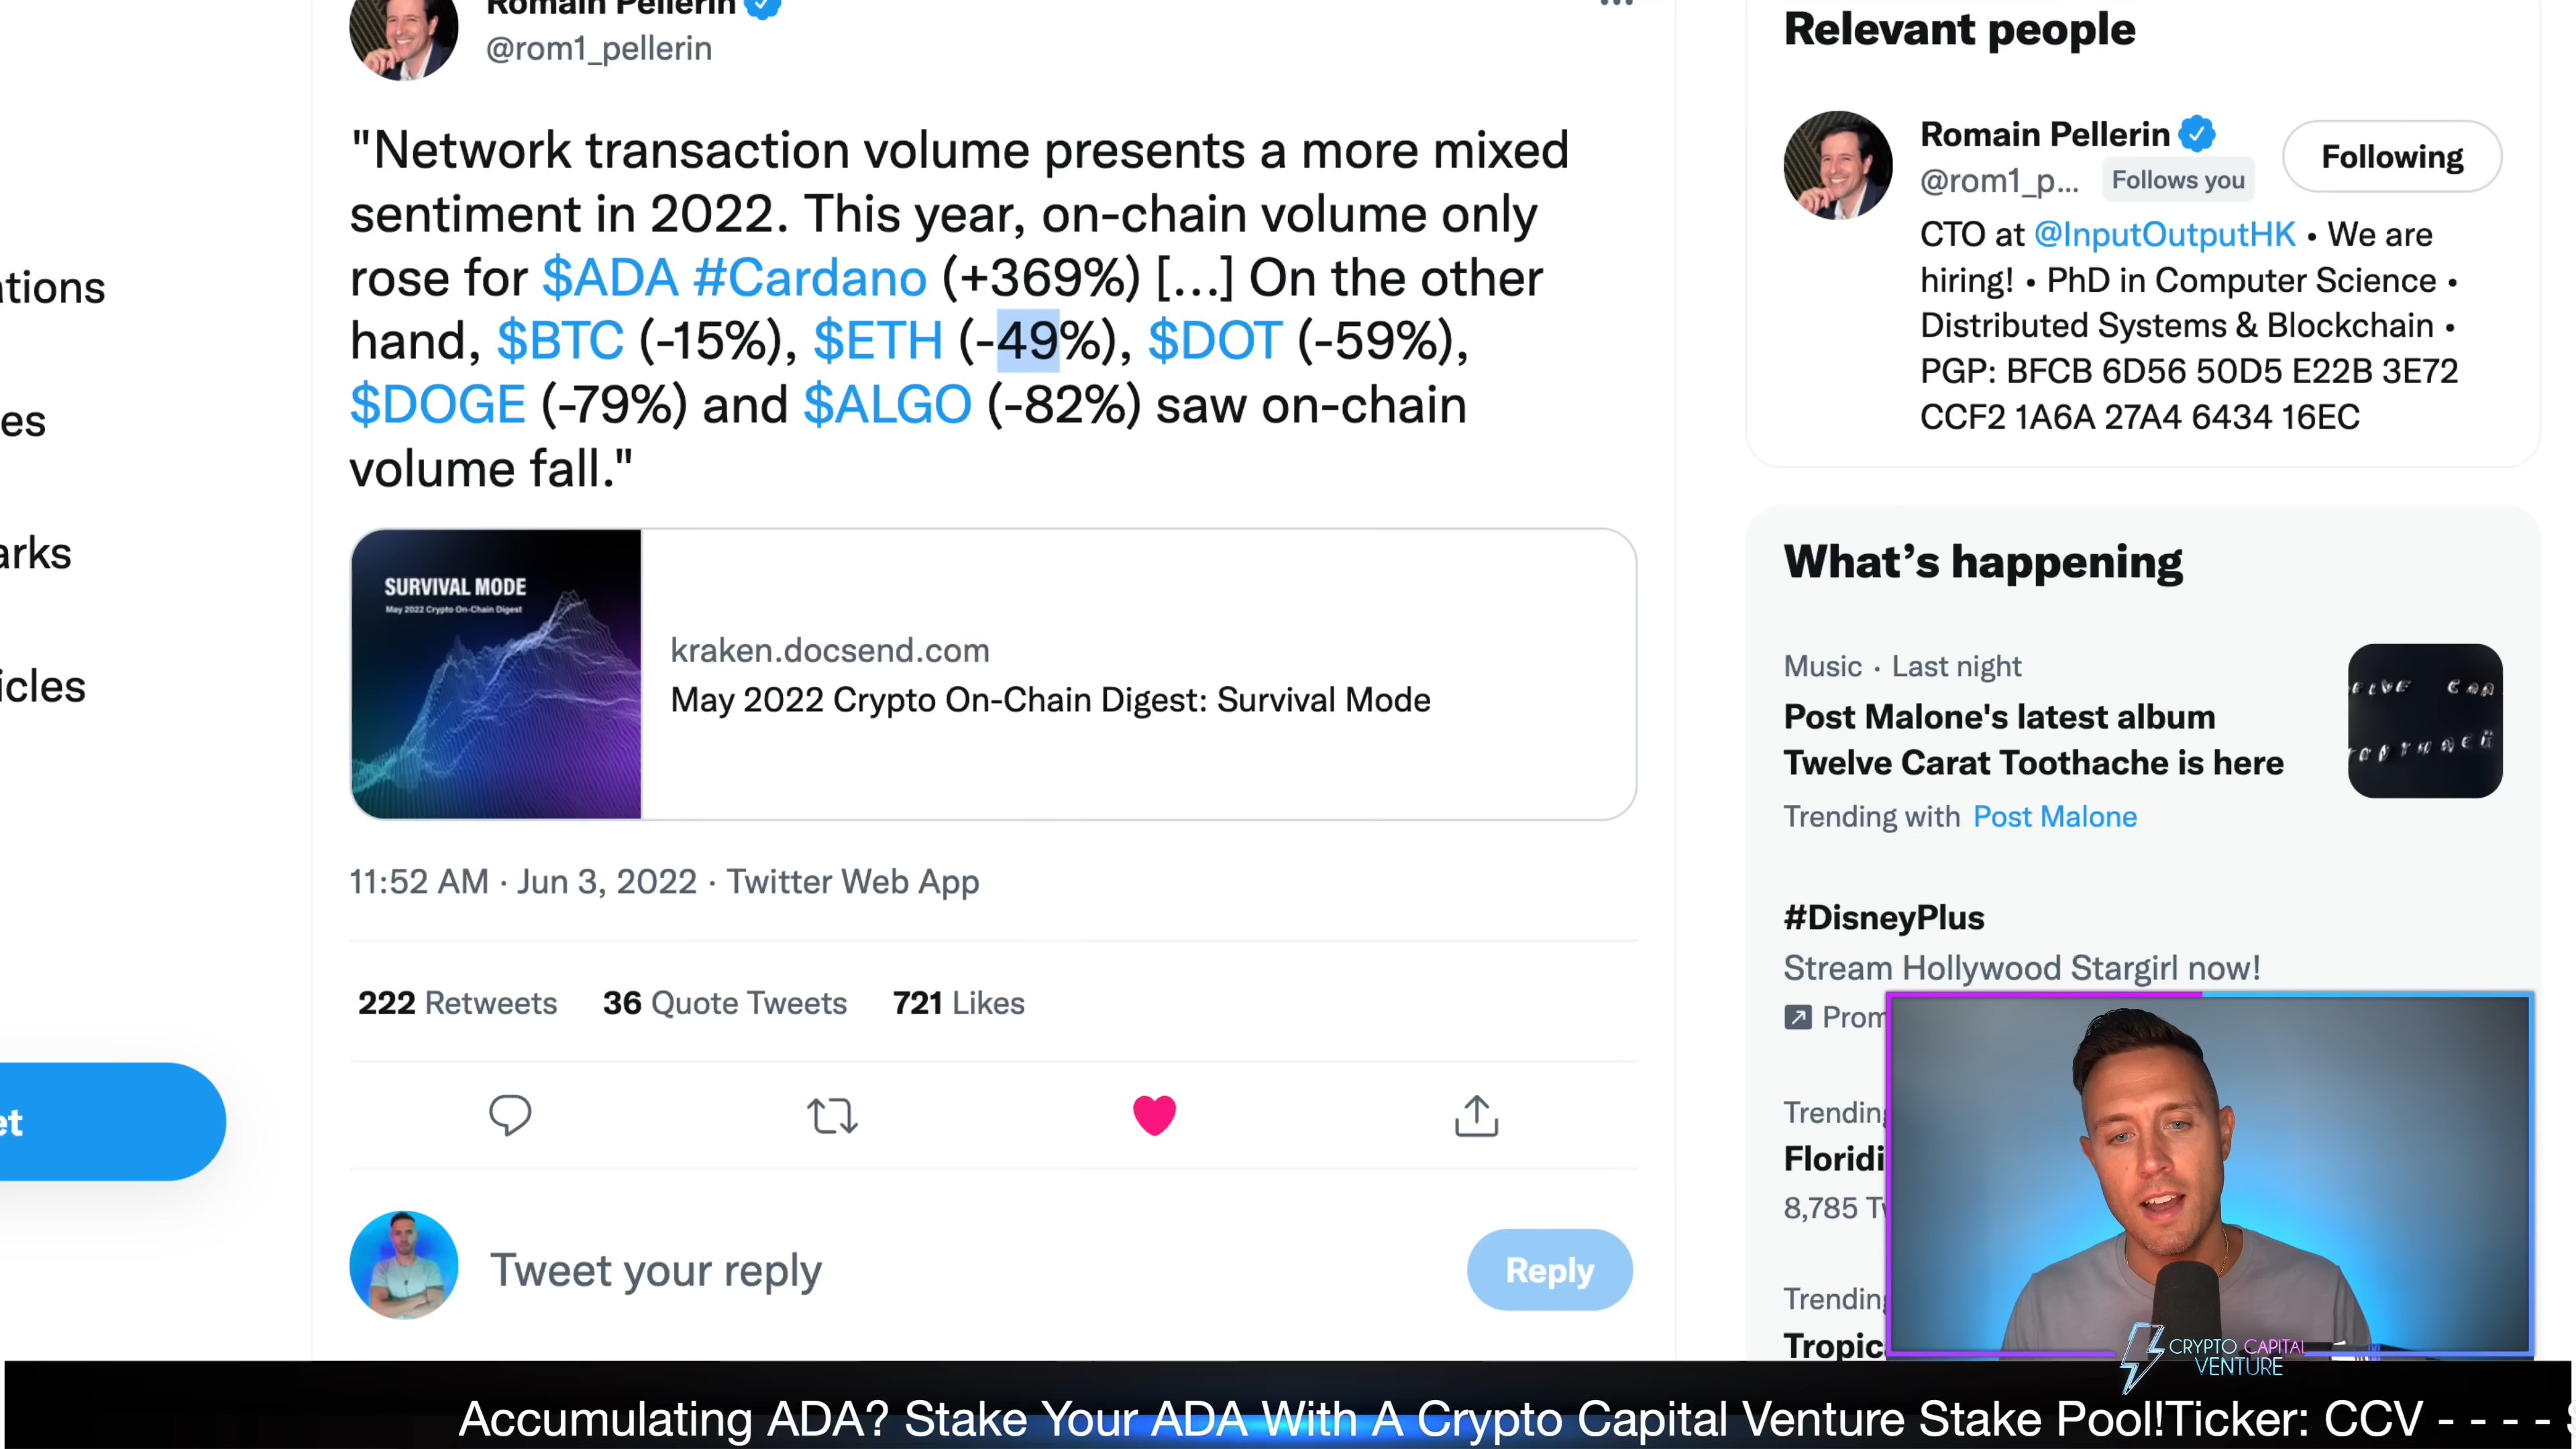 Romain Pellerin
@rom1_pellerin
"Network transaction volume presents a more mixed
sentiment in 2022. This year, on-chain volume only
rose for $ADA #Cardano (+369%) [...] On the other
hand, $BTC (-15%), $ETH (-49%), $DOT (-59%),
$DOGE (-79%) and $ALGO (-82%) saw on-chain
volume fall."
SURVIVAL MODE
May 2022 Crypto On-Chain Digest
kraken.docsend.com
May 2022 Crypto On-Chain Digest: Survival Mode
11:52 AM · Jun 3, 2022 · Twitter Web App
222 Retweets 36 Quote Tweets 721 Likes
Tweet your reply
Reply
ations
es
arks
icles
et
Relevant people
Romain Pellerin
Following
@rom1_p... Follows you
CTO at @InputOutputHK • We are
hiring! • PhD in Computer Science •
Distributed Systems & Blockchain •
PGP: BFCB 6D56 50D5 E22B 3E72
CCF2 1A6A 27A4 6434 16EC
What's happening
Music · Last night
Post Malone's latest album
Twelve Carat Toothache is here
Trending with Post Malone
#DisneyPlus
Stream Hollywood Stargirl now!
Prom
Trending
Floridi
8,785 Tw
Trending
Tropic
CRYPTO CAPITAL
VENTURE
Accumulating ADA? Stake Your ADA With A Crypto Capital Venture Stake Pool!Ticker: CCV - - - -